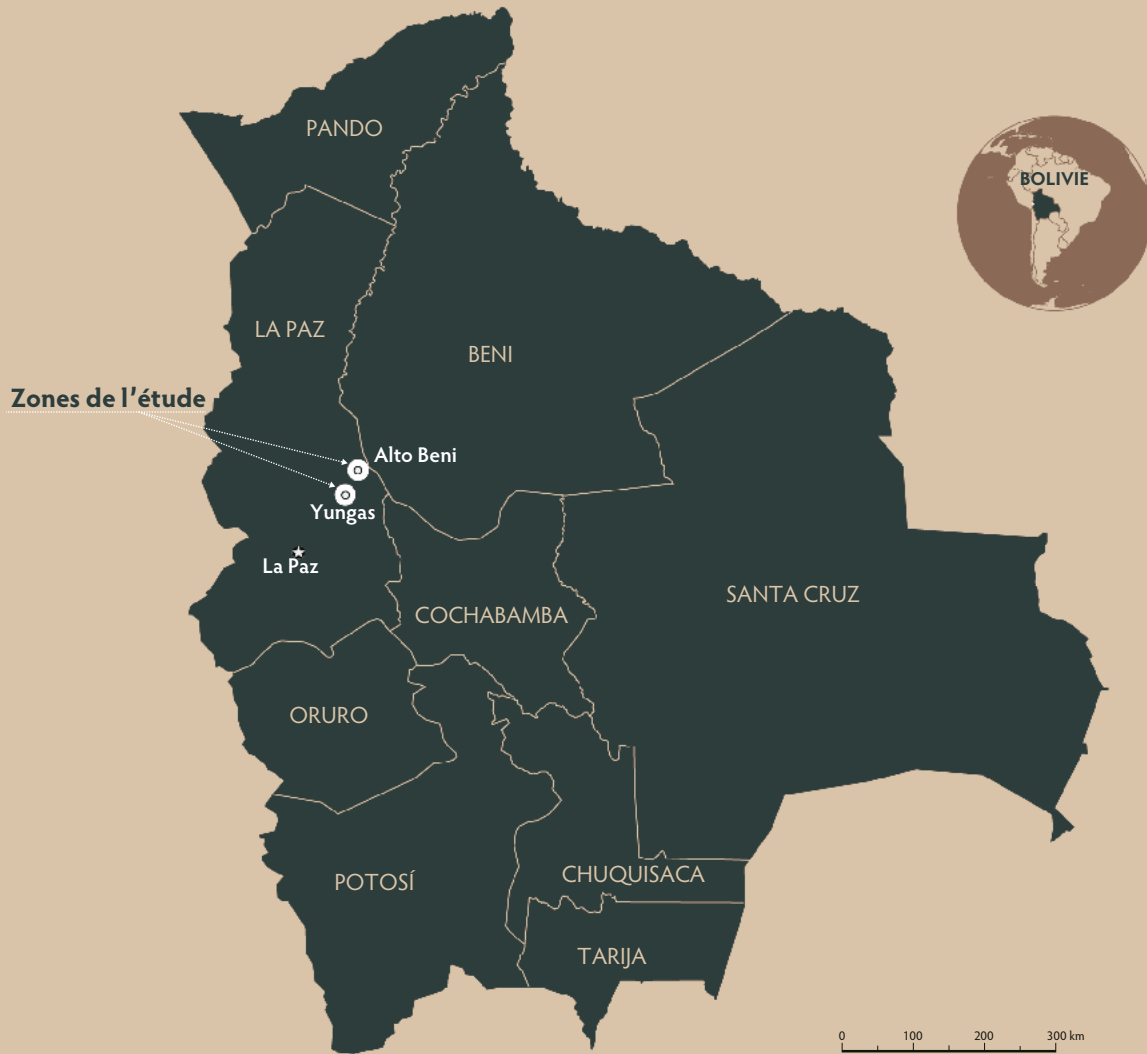 PANDO
BOLIVIE
LA PAZ
BENI
Zones de l'étude
Alto Beni
Yungas
La Paz
SANTA CRUZ
COCHABAMBA
ORURO
CHUQUISACA
POTOSÍ
TARIJA
0 100 200 300 km